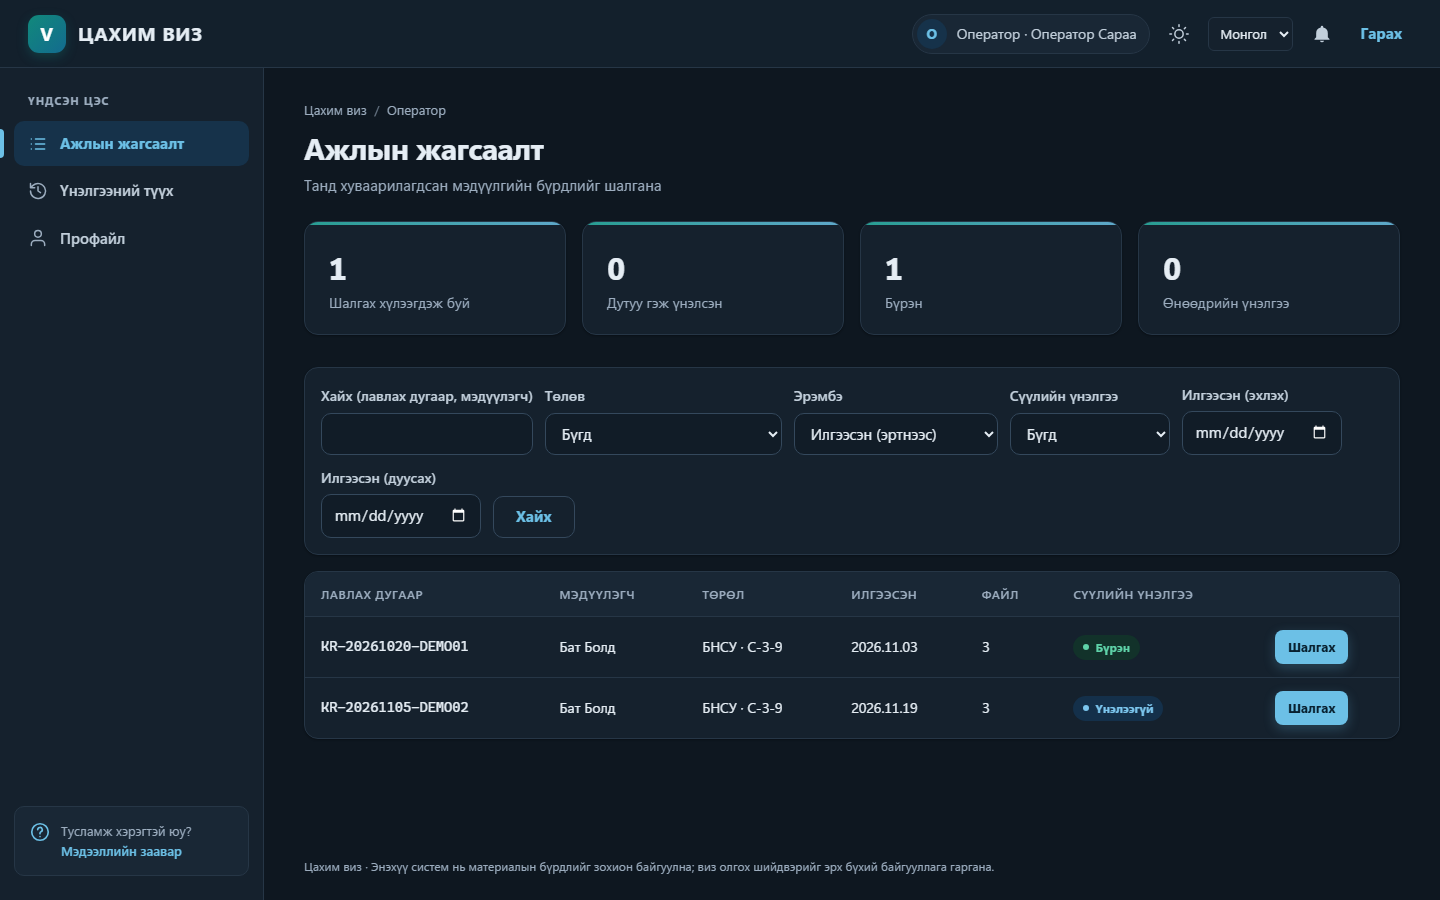 V ЦАХИМ ВИЗ
О Оператор · Оператор Сараа
Монгол
Гарах
ҮНДСЭН ЦЭС
Ажлын жагсаалт
Үнэлгээний түүх
Профайл
Тусламж хэрэгтэй юу?
Мэдээллийн заавар
Цахим виз / Оператор
Ажлын жагсаалт
Танд хуваарилагдсан мэдүүлгийн бүрдлийг шалгана
1
Шалгах хүлээгдэж буй
0
Дутуу гэж үнэлсэн
1
Бүрэн
0
Өнөөдрийн үнэлгээ
Хайх (лавлах дугаар, мэдүүлэгч)
Төлөв
Бүгд
Эрэмбэ
Илгээсэн (эртнээс)
Сүүлийн үнэлгээ
Бүгд
Илгээсэн (эхлэх)
mm/dd/yyyy
Илгээсэн (дуусах)
mm/dd/yyyy
Хайх
ЛАВЛАХ ДУГААР МЭДҮҮЛЭГЧ ТӨРӨЛ ИЛГЭЭСЭН ФАЙЛ СҮҮЛИЙН ҮНЭЛГЭЭ
KR-20261020-DEMO01 Бат Болд БНСУ · C-3-9 2026.11.03 3 Бүрэн Шалгах
KR-20261105-DEMO02 Бат Болд БНСУ · C-3-9 2026.11.19 3 Үнэлээгүй Шалгах
Цахим виз · Энэхүү систем нь материалын бүрдлийг зохион байгуулна; виз олгох шийдвэрийг эрх бүхий байгууллага гаргана.